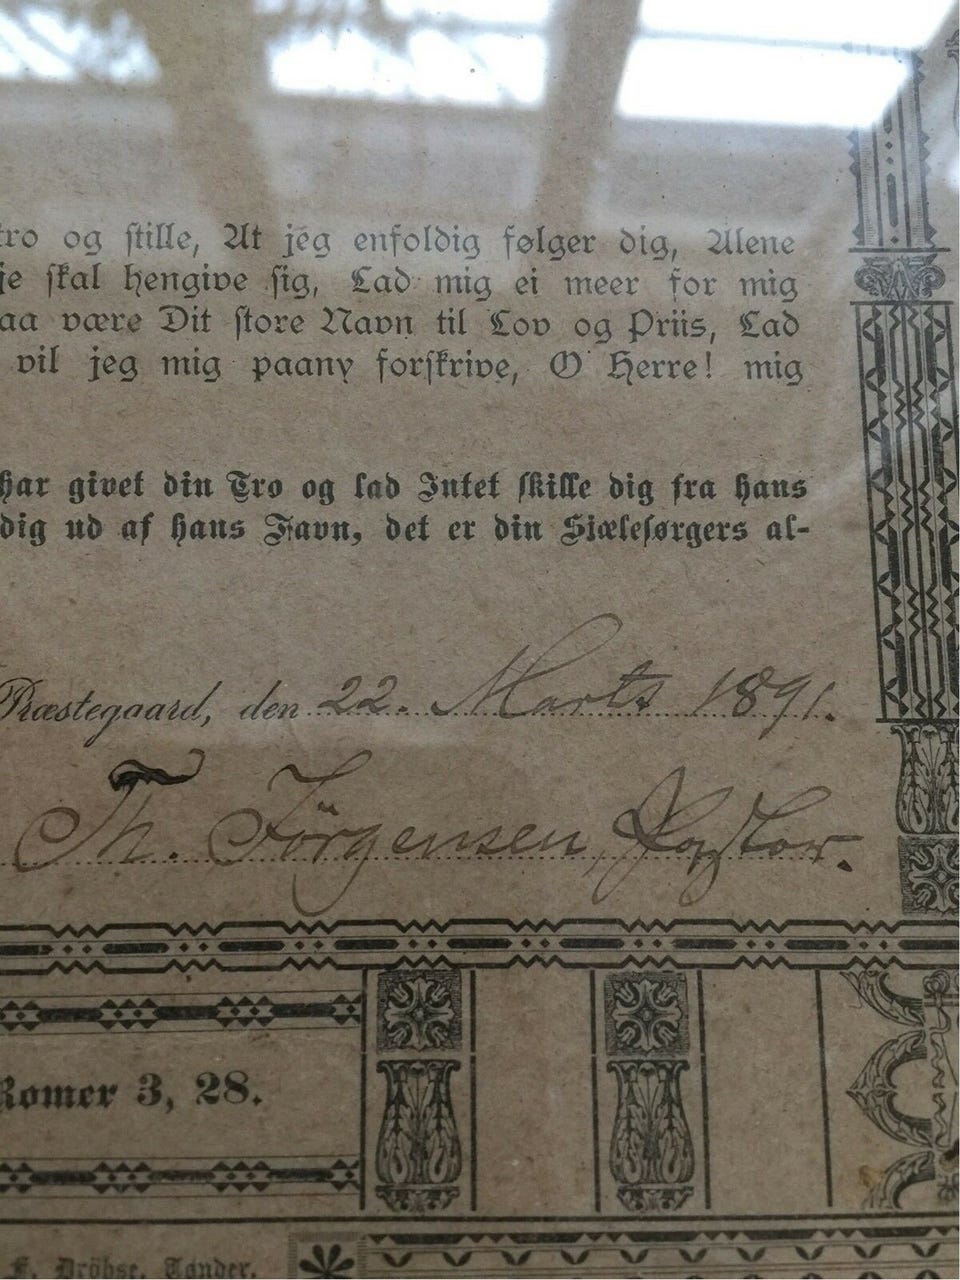 tro og stille, At jeg enfoldig følger dig, Alene
je skal hengive sig, Lad mig ei meer for mig
aa være Dit store Navn til Lov og Priis, Lad
vil jeg mig paany forskrive, O Herre! mig
har givet din Tro og lad Intet skille dig fra hans
dig ud af hans Favn, det er din Sjælesørgers al-
Præstegaard, den 22. Marts 1891.
Th. Jörgensen, Pastor.
Romer 3, 28.
F. Dröhse, Tonder.